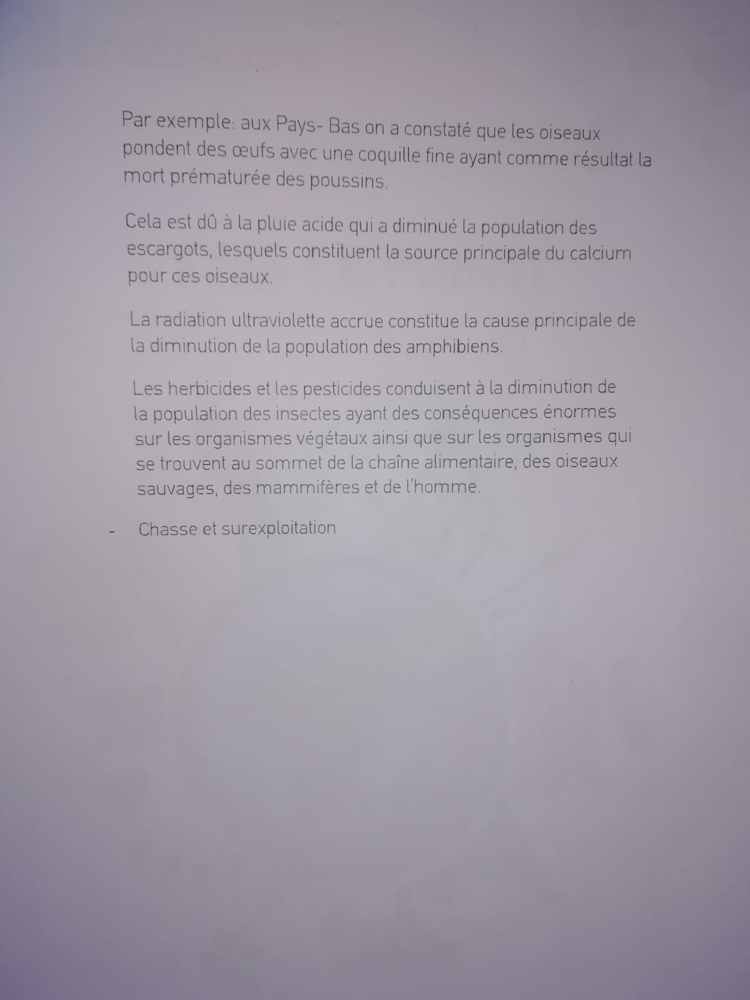 Par exemple: aux Pays- Bas on a constaté que les oiseaux
pondent des œufs avec une coquille fine ayant comme résultat la
mort prématurée des poussins.
Cela est dû à la pluie acide qui a diminué la population des
escargots, lesquels constituent la source principale du calcium
pour ces oiseaux.
La radiation ultraviolette accrue constitue la cause principale de
la diminution de la population des amphibiens.
Les herbicides et les pesticides conduisent à la diminution de
la population des insectes ayant des conséquences énormes
sur les organismes végétaux ainsi que sur les organismes qui
se trouvent au sommet de la chaîne alimentaire, des oiseaux
sauvages, des mammifères et de l'homme.
- Chasse et surexploitation